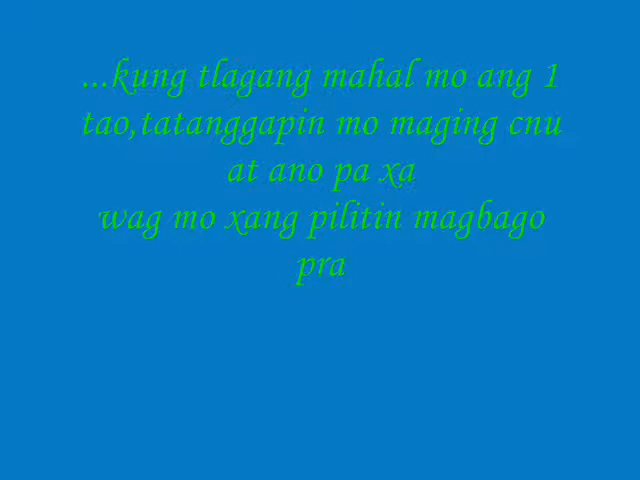 ...kung tlagang mahal mo ang 1
tao,tatanggapin mo maging cnu
at ano pa xa
wag mo xang pilitin magbago
pra